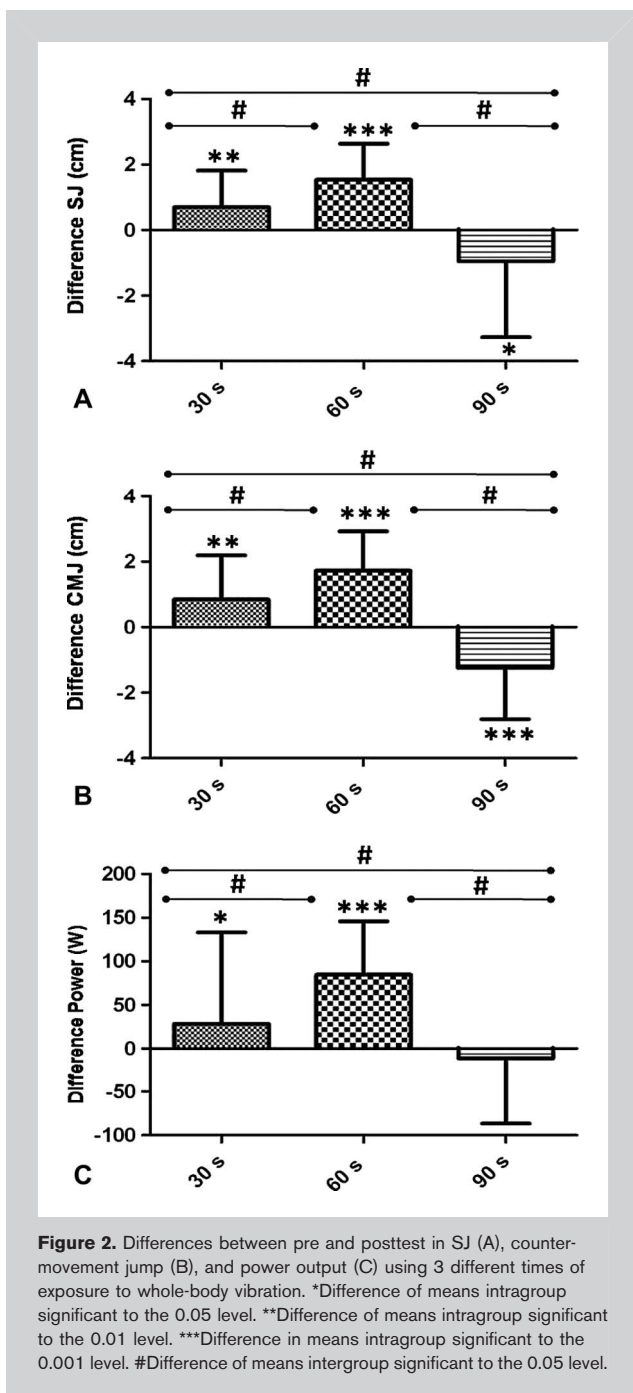 #
#
#
4
**
***
2
0
-2
-4
*
Difference SJ (cm)
A
30 s
60 s
90 s
#
#
#
4
**
***
2
0
-2
-4
***
Difference CMJ (cm)
B
30 s
60 s
90 s
#
200
#
#
150
*
***
100
50
0
-50
-100
Difference Power (W)
C
30 s
60 s
90 s
Figure 2. Differences between pre and posttest in SJ (A), counter-
movement jump (B), and power output (C) using 3 different times of
exposure to whole-body vibration. *Difference of means intragroup
significant to the 0.05 level. **Difference of means intragroup significant
to the 0.01 level. ***Difference in means intragroup significant to the
0.001 level. #Difference of means intergroup significant to the 0.05 level.